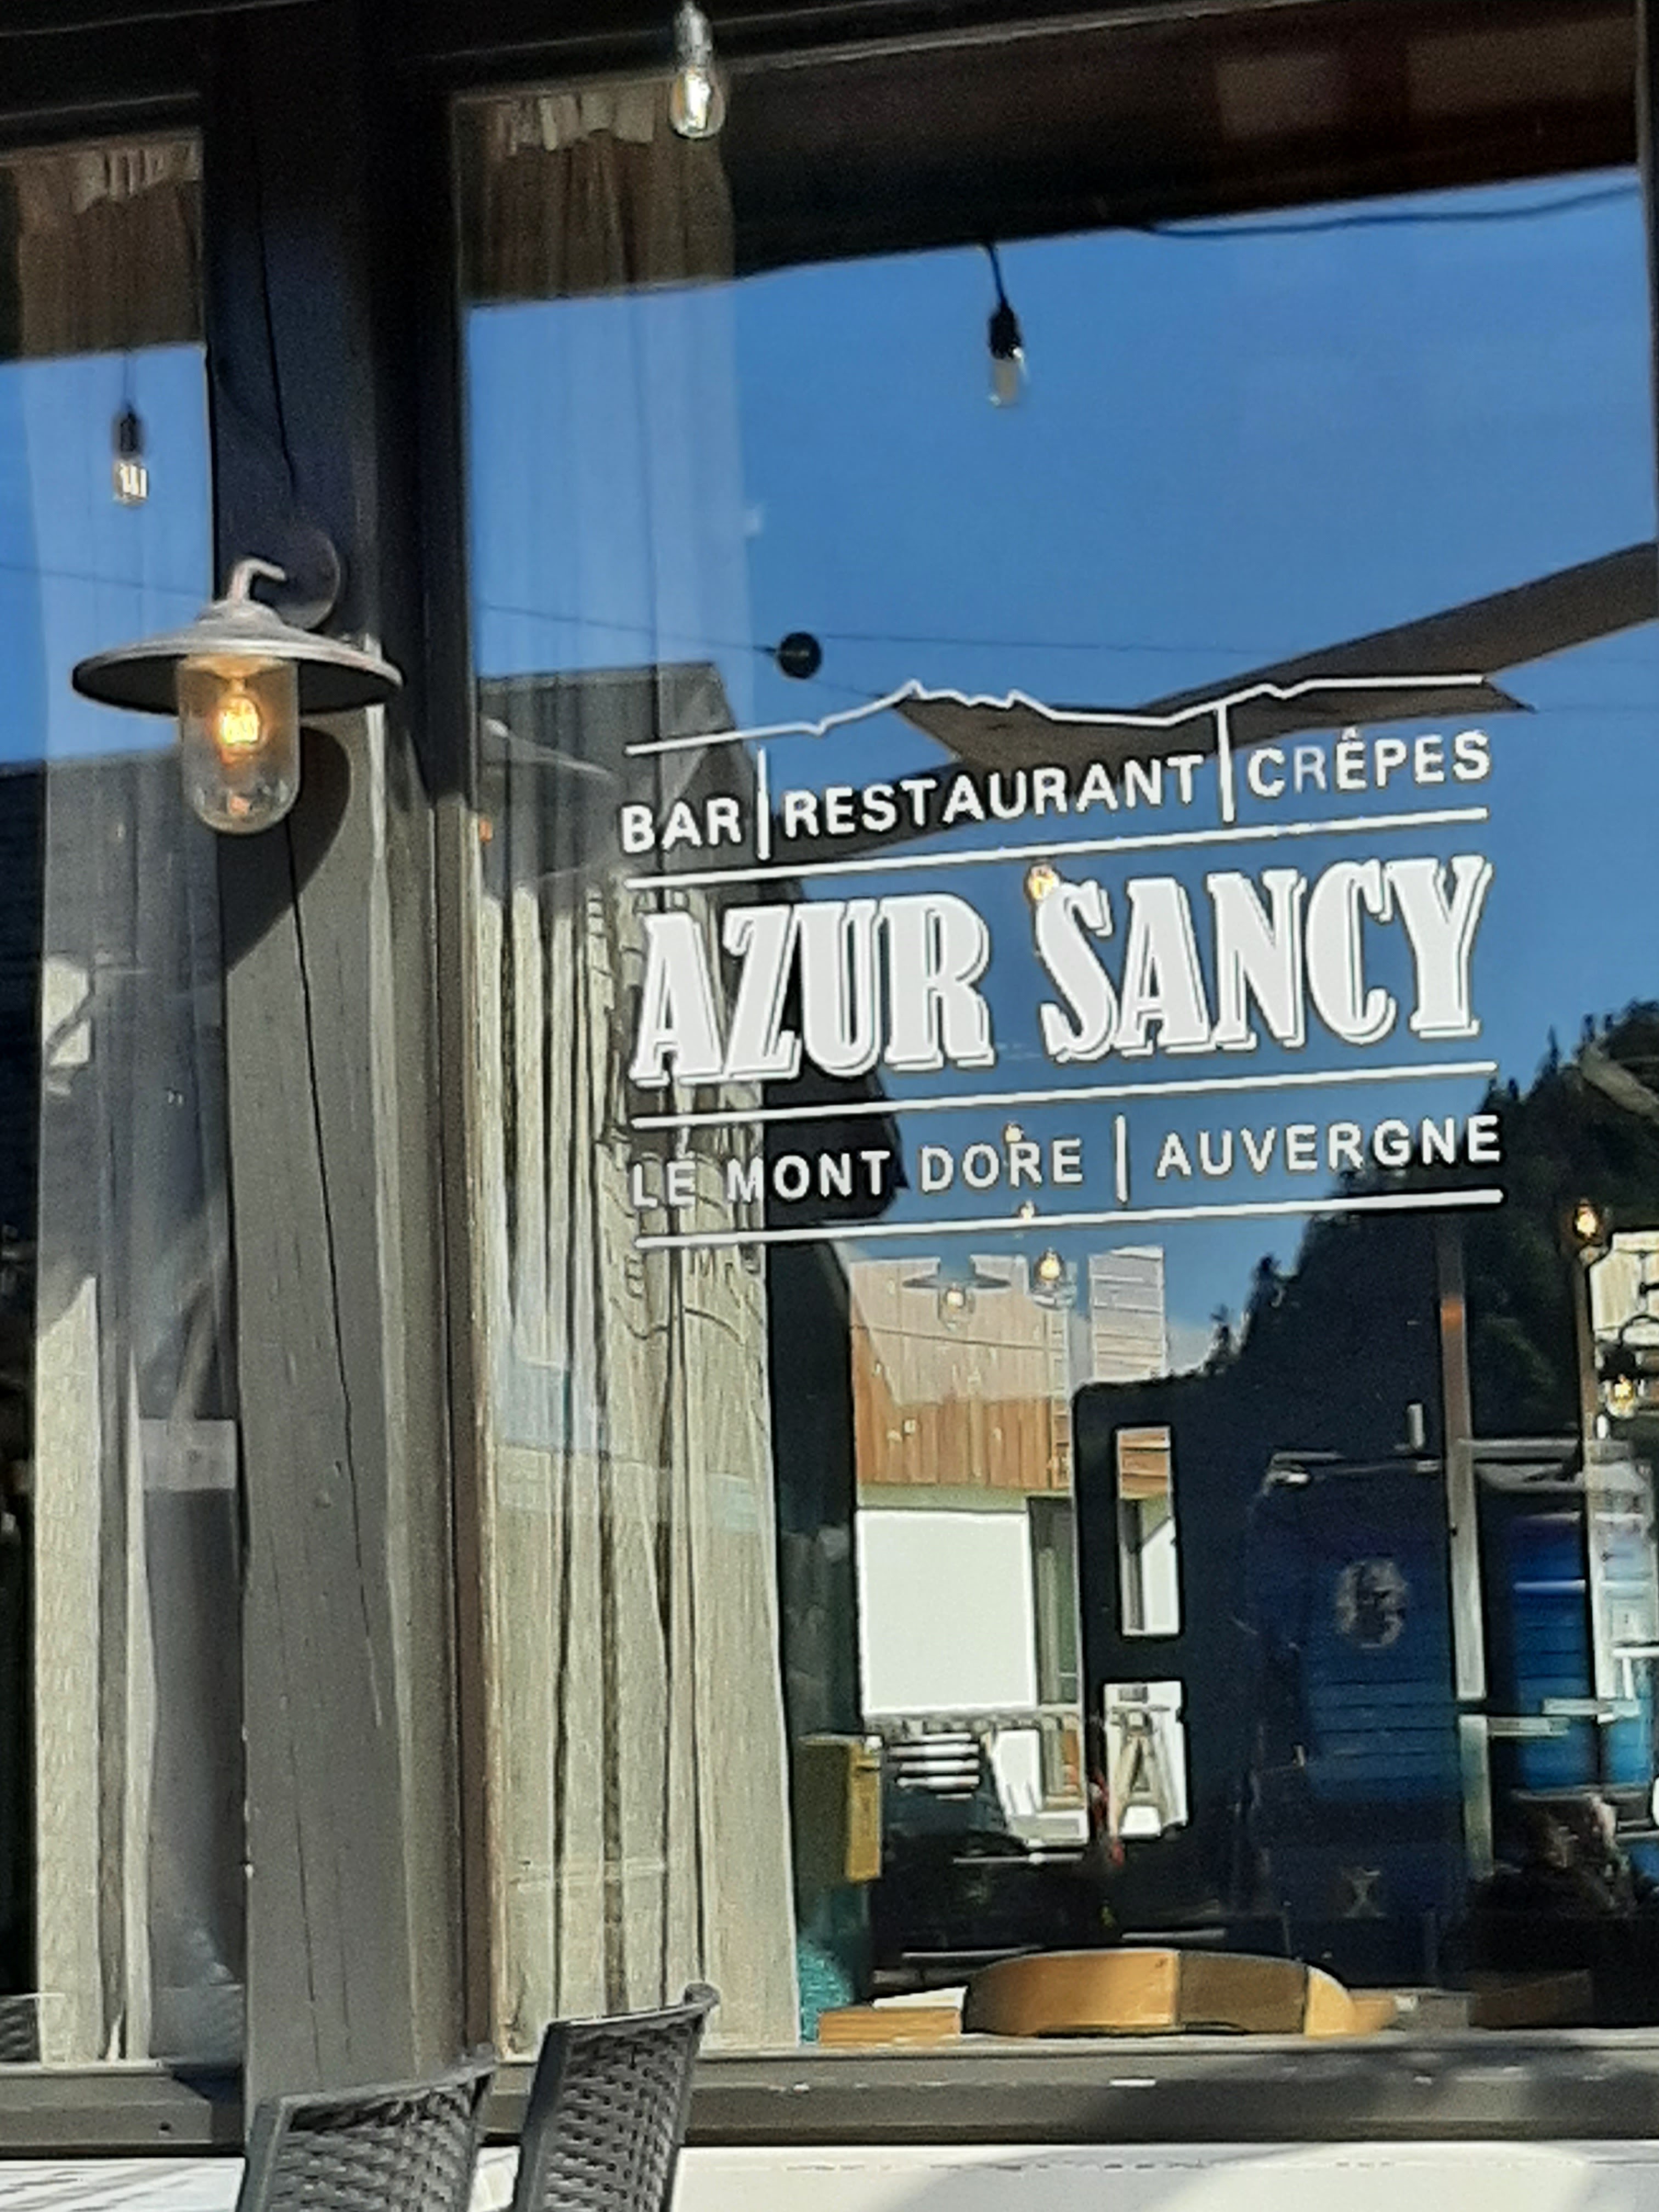 BAR | RESTAURANT | CRÊPES
AZUR SANCY
LE MONT DORE | AUVERGNE